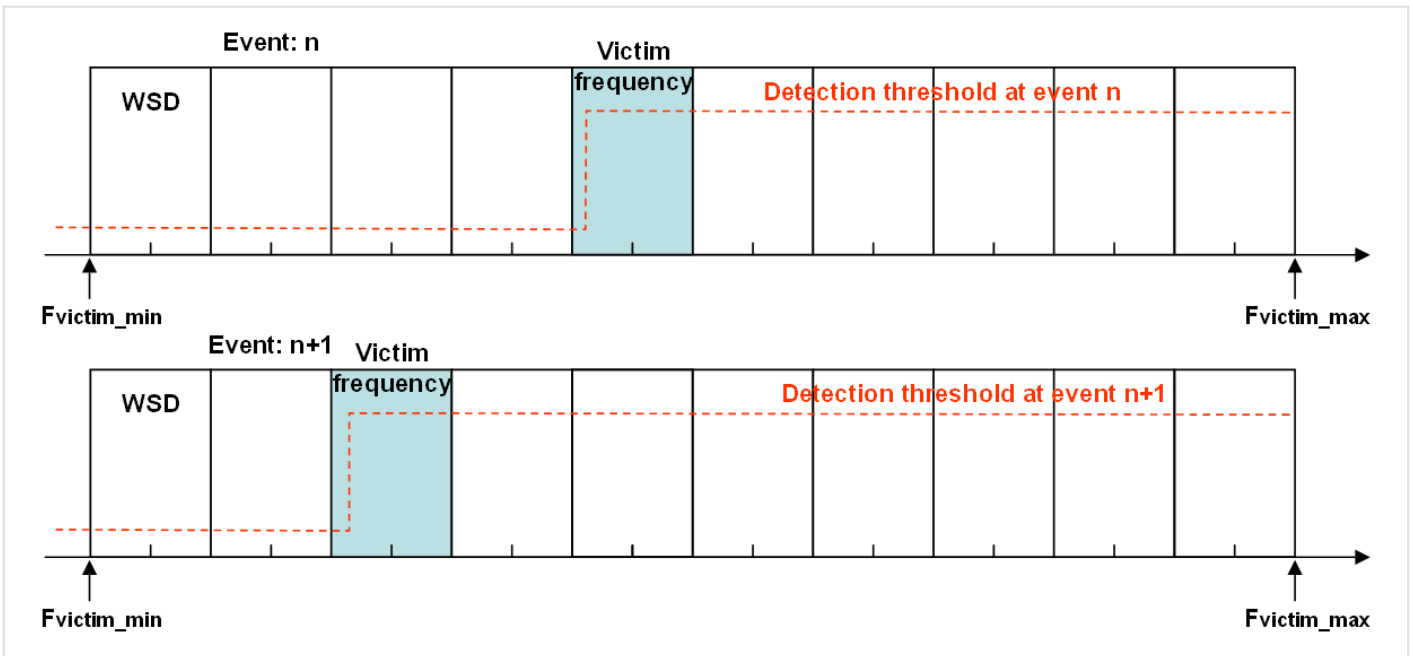 Event: n
Victim
frequency
WSD
Detection threshold at event n
Fvictim_min
Fvictim_max
Event: n+1
Victim
frequency
WSD
Detection threshold at event n+1
Fvictim_min
Fvictim_max